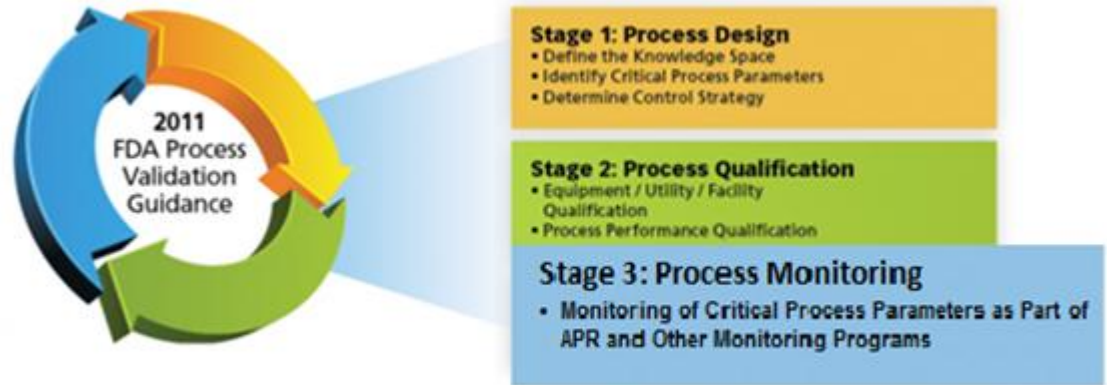 2011
FDA Process
Validation
Guidance
Stage 1: Process Design
• Define the Knowledge Space
• Identify Critical Process Parameters
• Determine Control Strategy
Stage 2: Process Qualification
• Equipment / Utility / Facility
Qualification
• Process Performance Qualification
Stage 3: Process Monitoring
• Monitoring of Critical Process Parameters as Part of
APR and Other Monitoring Programs